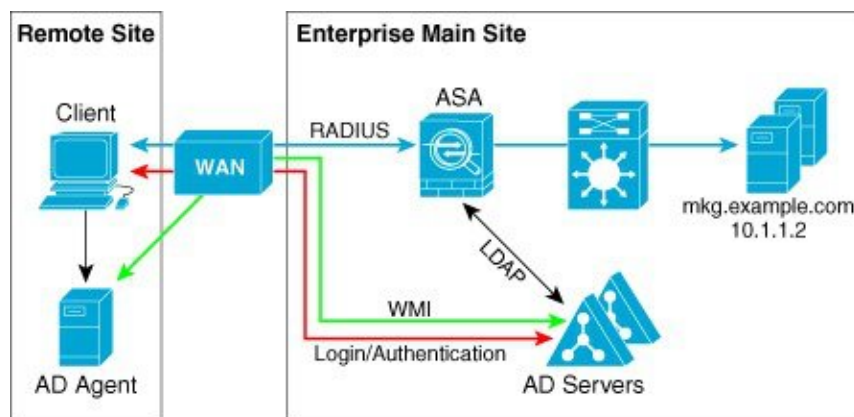 Remote Site
Enterprise Main Site
Client
ASA
RADIUS
WAN
mkg.example.com
10.1.1.2
LDAP
WMI
Login/Authentication
AD Agent
AD Servers